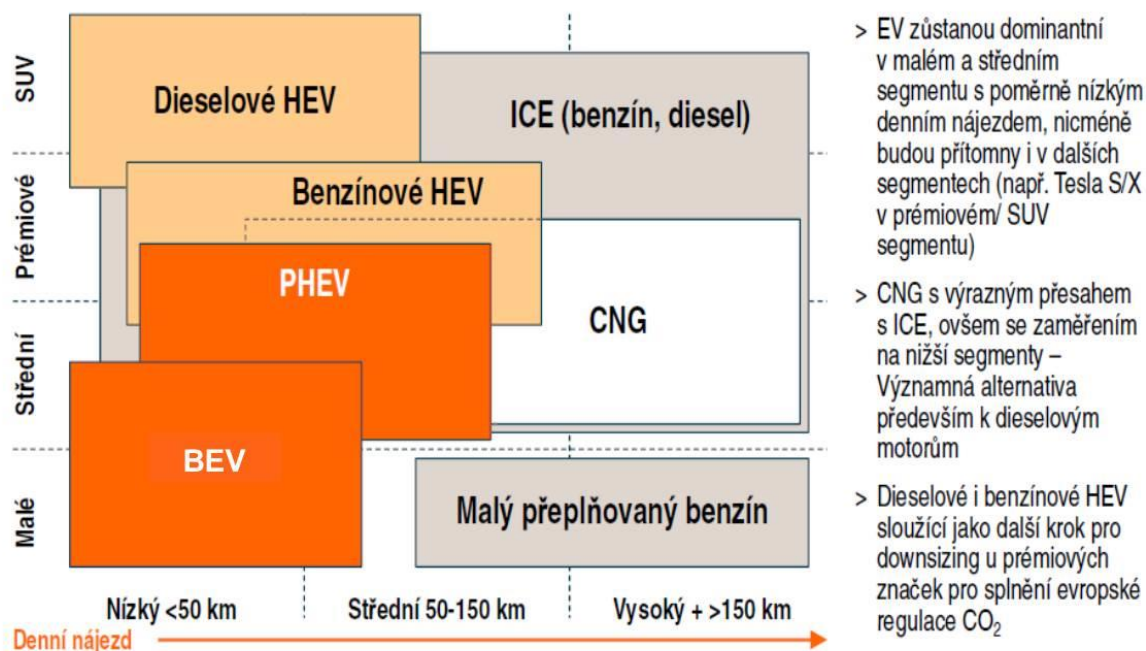 SUV
Prémiové
Střední
Malé
Dieselové HEV
ICE (benzín, diesel)
Benzínové HEV
PHEV
CNG
BEV
Malý přeplňovaný benzín
Nízký <50 km
Střední 50-150 km
Vysoký + >150 km
Denní nájezd
> EV zůstanou dominantní
v malém a středním
segmentu s poměrně nízkým
denním nájezdem, nicméně
budou přítomny i v dalších
segmentech (např. Tesla S/X
v prémiovém/ SUV
segmentu)
> CNG s výrazným přesahem
s ICE, ovšem se zaměřením
na nižší segmenty –
Významná alternativa
především k dieselovým
motorům
> Dieselové i benzínové HEV
sloužící jako další krok pro
downsizing u prémiových
značek pro splnění evropské
regulace CO₂